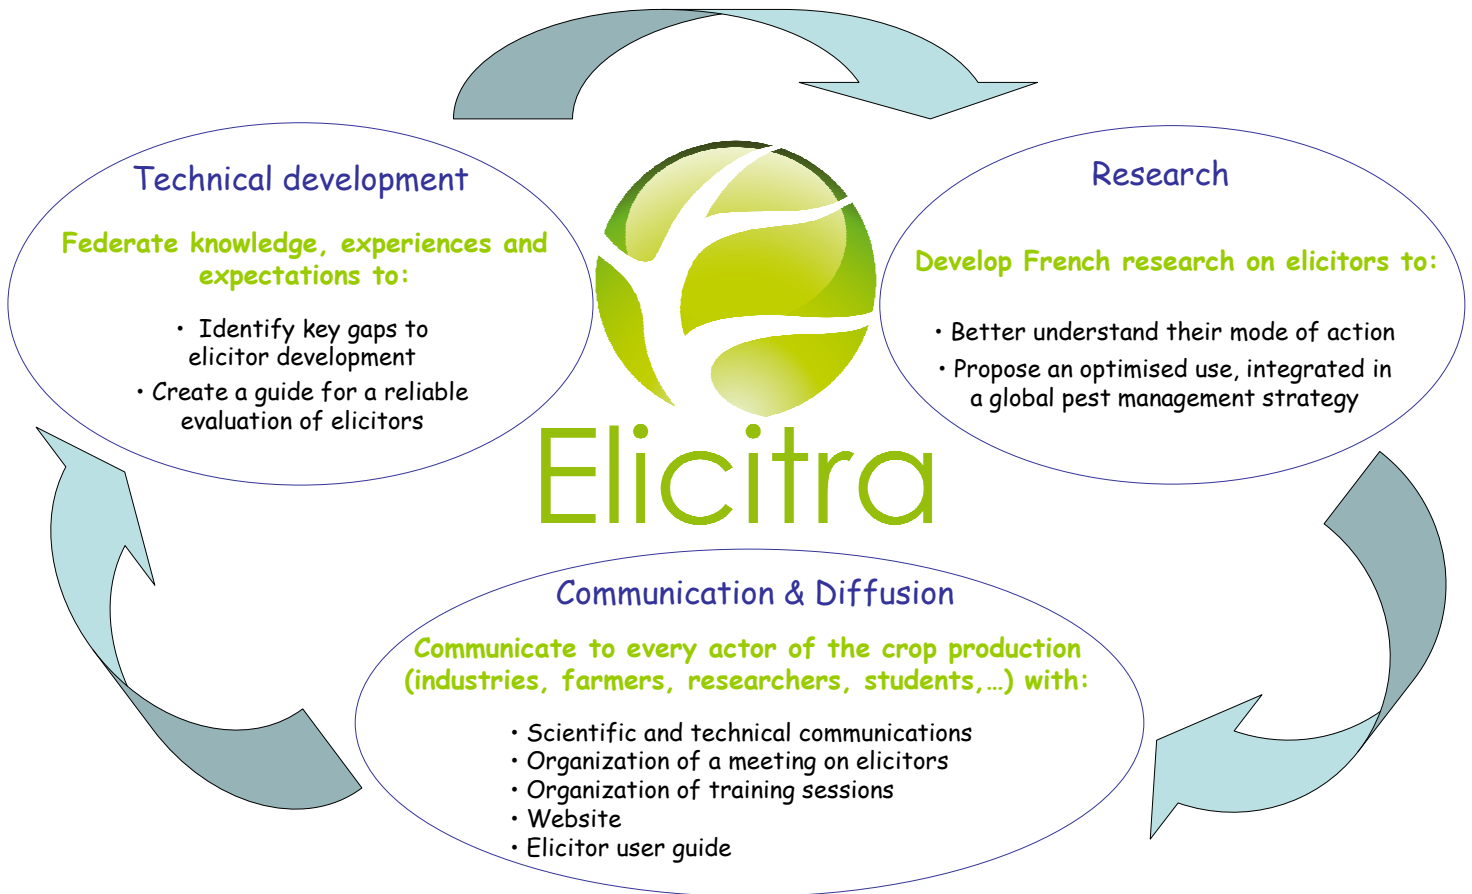 Technical development
Federate knowledge, experiences and
expectations to:
• Identify key gaps to
elicitor development
• Create a guide for a reliable
evaluation of elicitors
Research
Develop French research on elicitors to:
• Better understand their mode of action
• Propose an optimised use, integrated in
a global pest management strategy
Elicitra
Communication & Diffusion
Communicate to every actor of the crop production
(industries, farmers, researchers, students,…) with:
• Scientific and technical communications
• Organization of a meeting on elicitors
• Organization of training sessions
• Website
• Elicitor user guide